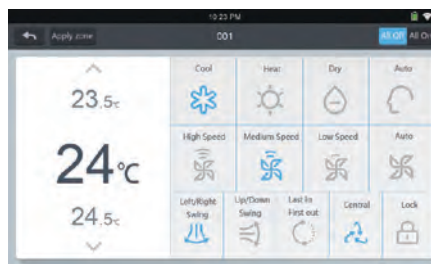 10:23 PM
Apply zone
001
All Off All On
23.5℃
24℃
24.5℃
Cool
Heat
Dry
Auto
High Speed
Medium Speed
Low Speed
Auto
Left/Right
Swing
Up/Down
Swing
Last In
First out
Central
Lock